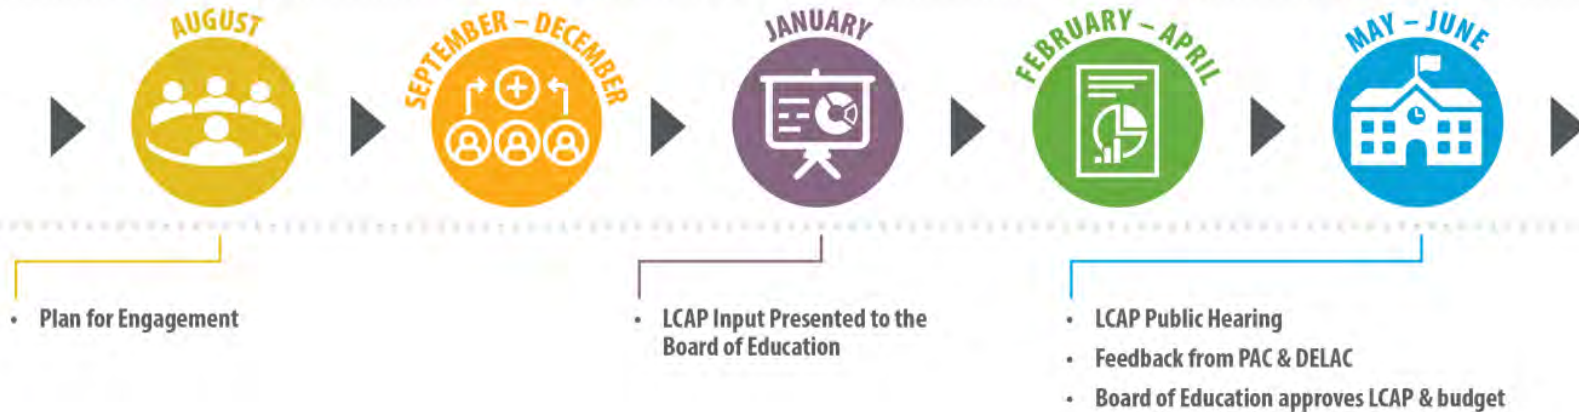 AUGUST
SEPTEMBER – DECEMBER
JANUARY
FEBRUARY – APRIL
MAY – JUNE
• Plan for Engagement
• LCAP Input Presented to the
Board of Education
• LCAP Public Hearing
• Feedback from PAC & DELAC
• Board of Education approves LCAP & budget